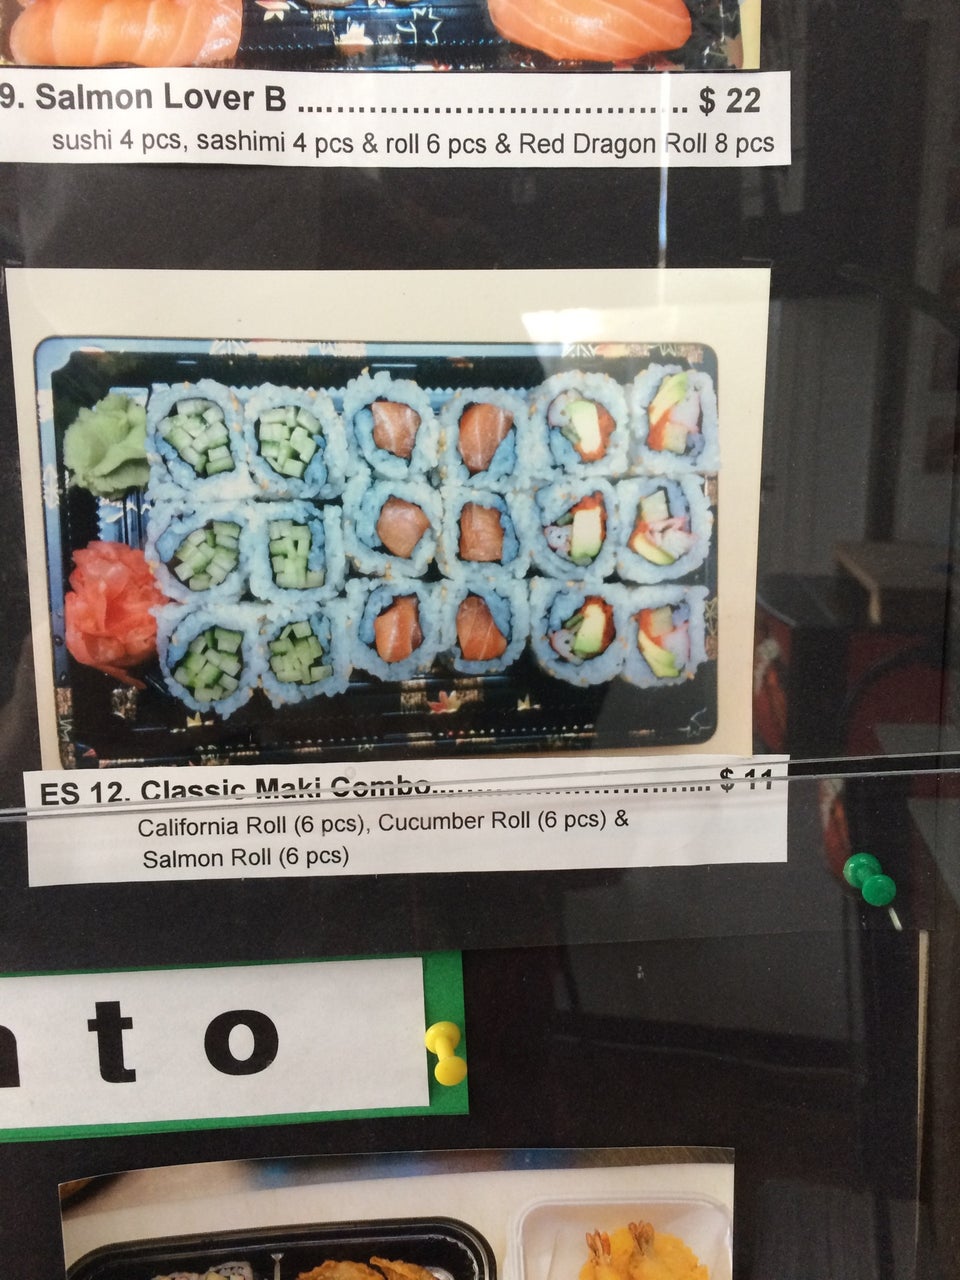 9. Salmon Lover B ................................... $ 22
sushi 4 pcs, sashimi 4 pcs & roll 6 pcs & Red Dragon Roll 8 pcs
ES 12. Classic Maki Combo.................................. $ 11
California Roll (6 pcs), Cucumber Roll (6 pcs) &
Salmon Roll (6 pcs)
t o